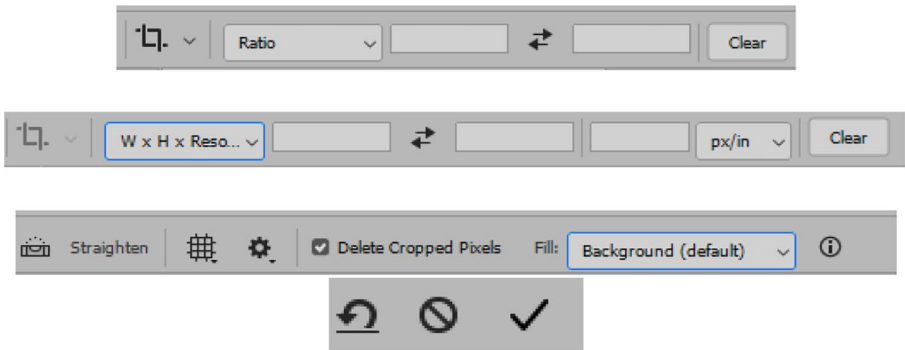 Ratio Clear
W x H x Reso... px/in Clear
Straighten Delete Cropped Pixels Fill: Background (default)